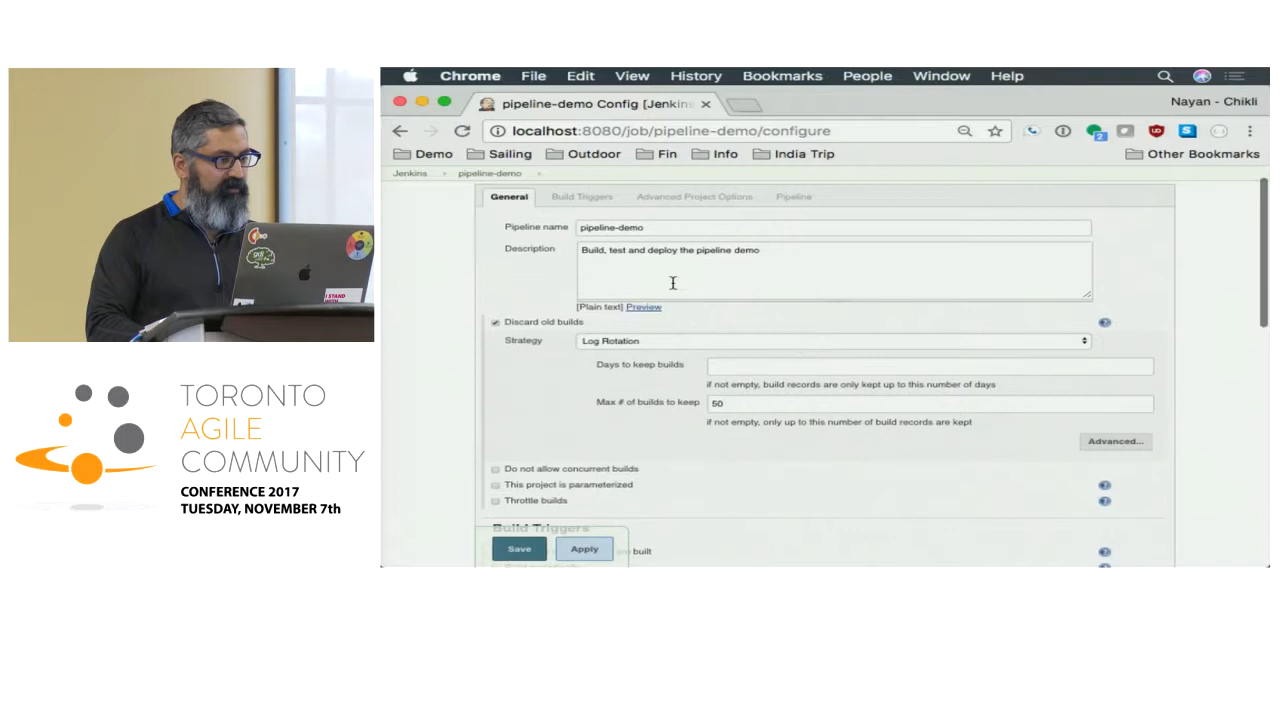 Chrome File Edit View History Bookmarks People Window Help
pipeline-demo Config [Jenkins
Nayan - Chikli
localhost:8080/job/pipeline-demo/configure
Demo Sailing Outdoor Fin Info India Trip Other Bookmarks
Jenkins pipeline-demo
General Build Triggers Advanced Project Options Pipeline
Pipeline name pipeline-demo
Description Build, test and deploy the pipeline demo
[Plain text] Preview
Discard old builds
Strategy Log Rotation
Days to keep builds
if not empty, build records are only kept up to this number of days
Max # of builds to keep 50
if not empty, only up to this number of build records are kept
Advanced...
Do not allow concurrent builds
This project is parameterized
Throttle builds
Build Triggers
Save Apply built
I STAND
TORONTO
AGILE
COMMUNITY
CONFERENCE 2017
TUESDAY, NOVEMBER 7th